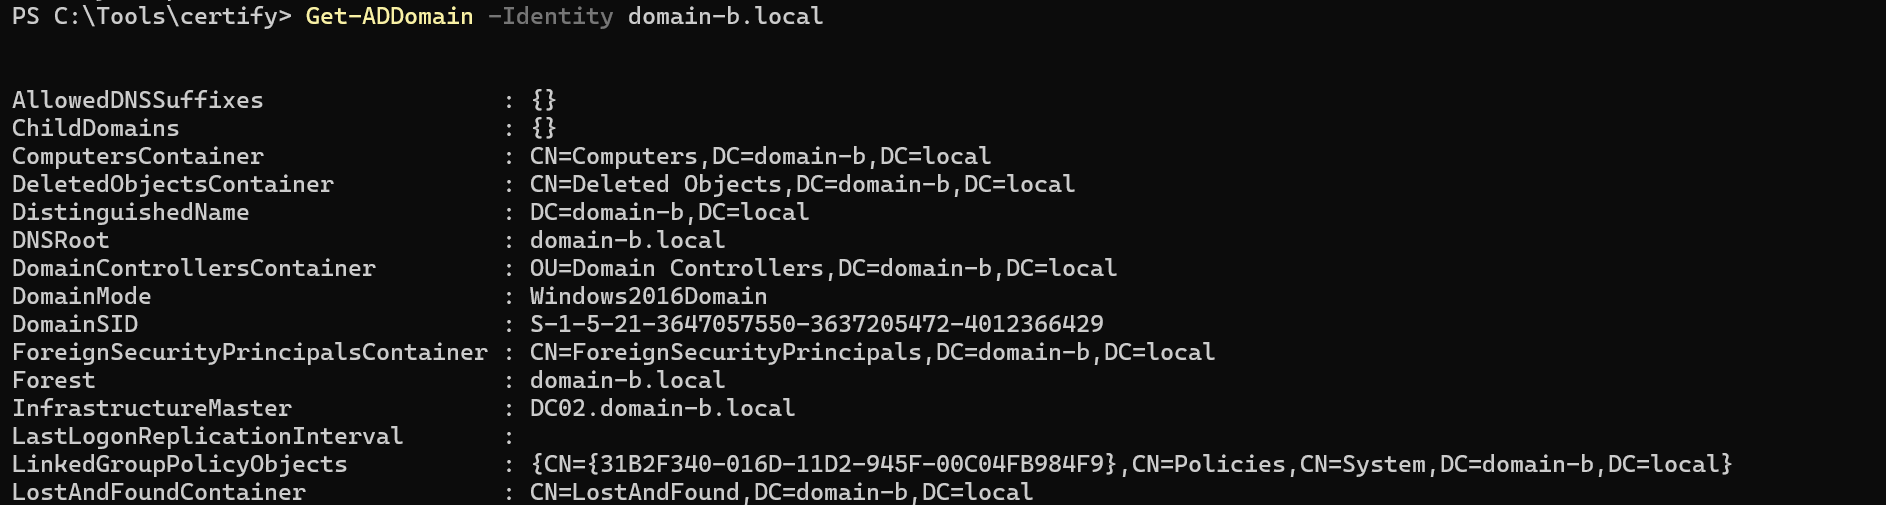 PS C:\Tools\certify> Get-ADDomain -Identity domain-b.local
AllowedDNSSuffixes : {}
ChildDomains : {}
ComputersContainer : CN=Computers,DC=domain-b,DC=local
DeletedObjectsContainer : CN=Deleted Objects,DC=domain-b,DC=local
DistinguishedName : DC=domain-b,DC=local
DNSRoot : domain-b.local
DomainControllersContainer : OU=Domain Controllers,DC=domain-b,DC=local
DomainMode : Windows2016Domain
DomainSID : S-1-5-21-3647057550-3637205472-4012366429
ForeignSecurityPrincipalsContainer : CN=ForeignSecurityPrincipals,DC=domain-b,DC=local
Forest : domain-b.local
InfrastructureMaster : DC02.domain-b.local
LastLogonReplicationInterval :
LinkedGroupPolicyObjects : {CN={31B2F340-016D-11D2-945F-00C04FB984F9},CN=Policies,CN=System,DC=domain-b,DC=local}
LostAndFoundContainer : CN=LostAndFound,DC=domain-b,DC=local